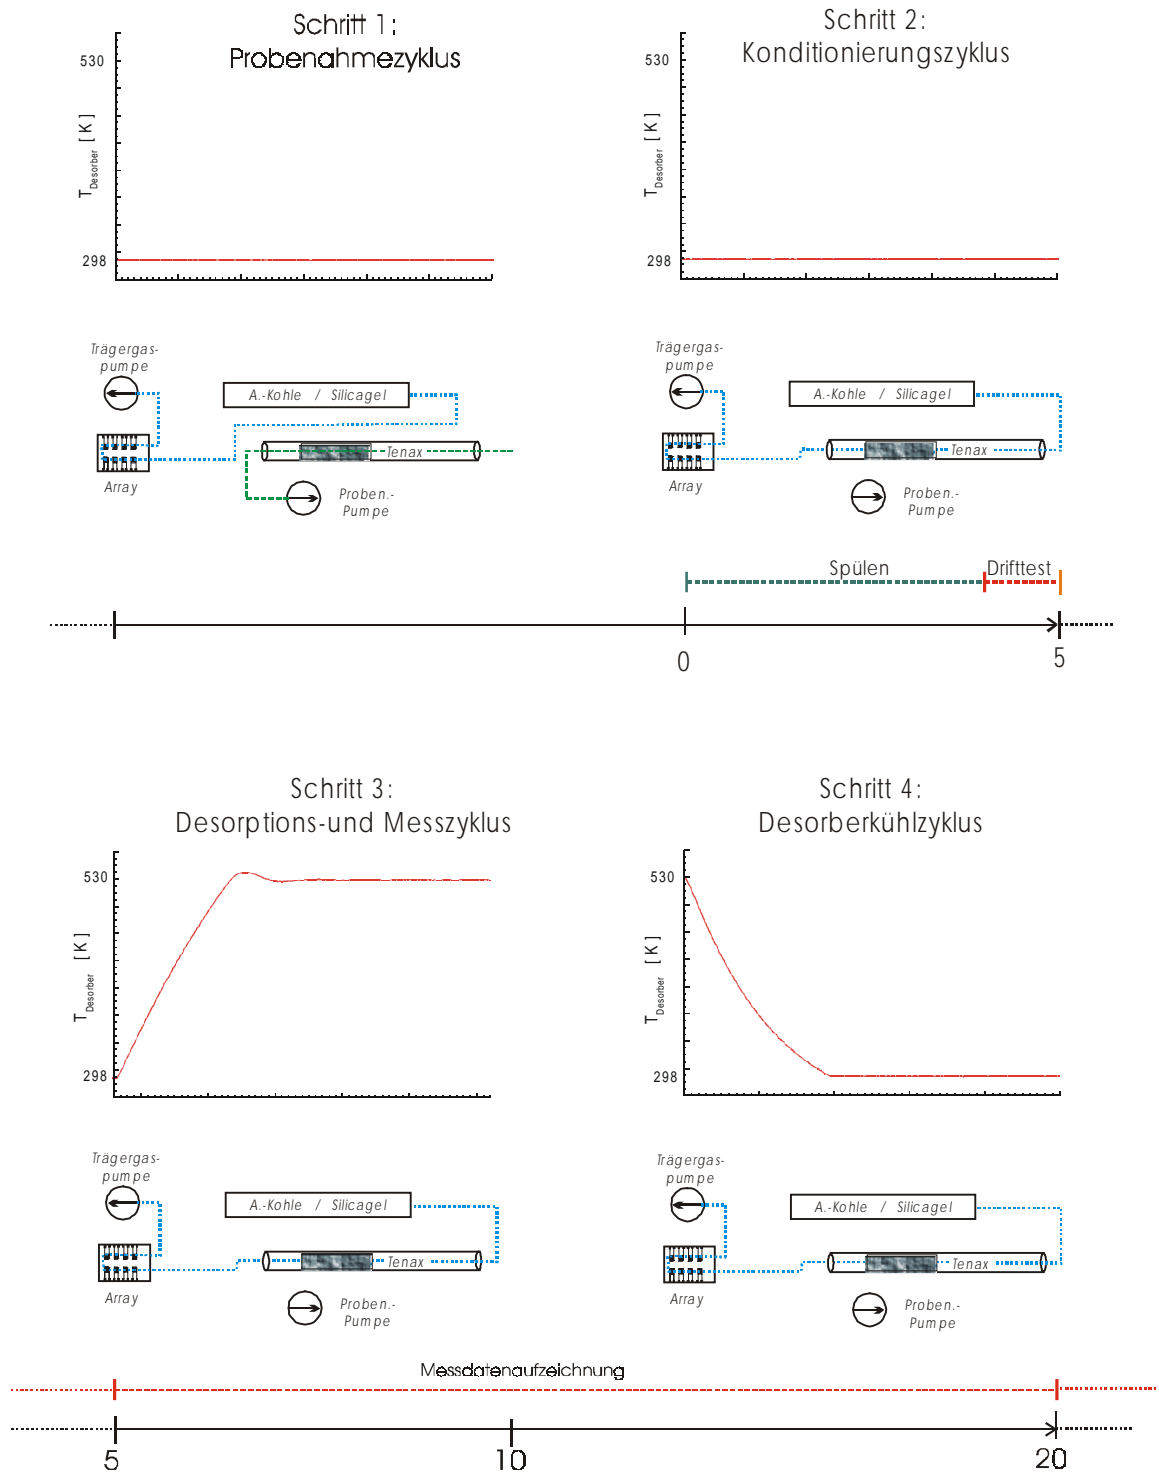 Schritt 1:
Probenahmezyklus
530
T Desorber [K]
298
Trägergas-
pumpe
A.-Kohle / Silicagel
Tenax
Array
Proben.-
Pumpe
Schritt 2:
Konditionierungszyklus
530
T Desorber [K]
298
Trägergas-
pumpe
A.-Kohle / Silicagel
Tenax
Array
Proben.-
Pumpe
Spülen
Drifttest
0
5
Schritt 3:
Desorptions-und Messzyklus
530
T Desorber [K]
298
Trägergas-
pumpe
A.-Kohle / Silicagel
Tenax
Array
Proben.-
Pumpe
Schritt 4:
Desorberkühlzyklus
530
T Desorber [K]
298
Trägergas-
pumpe
A.-Kohle / Silicagel
Tenax
Array
Proben.-
Pumpe
Messdatenaufzeichnung
5
10
20